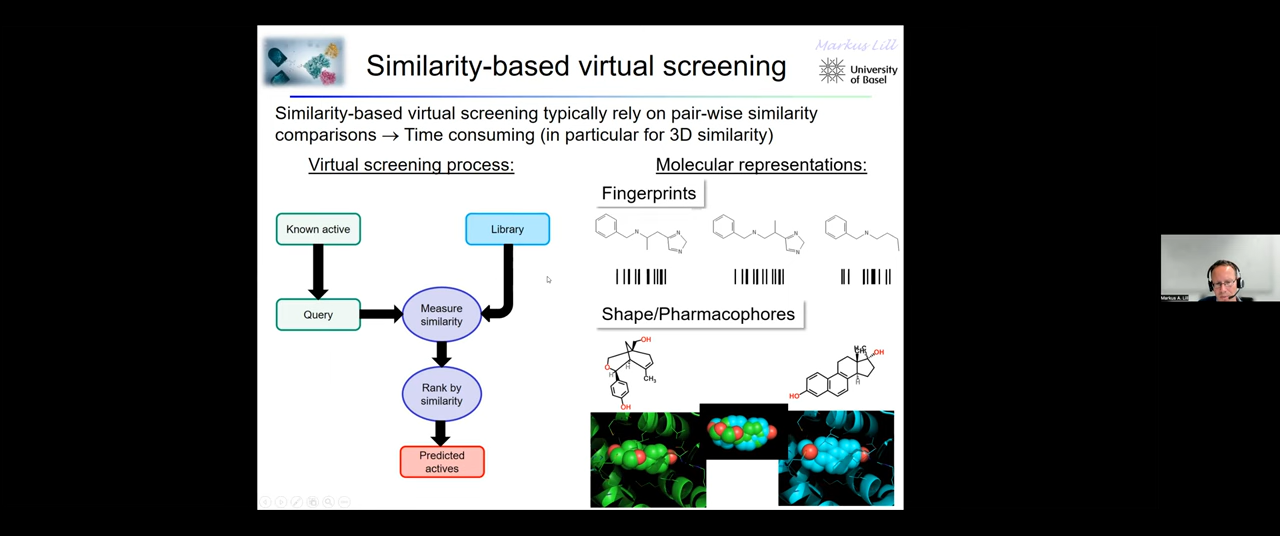 Markus Lill
Similarity-based virtual screening
University
of Basel
Similarity-based virtual screening typically rely on pair-wise similarity
comparisons → Time consuming (in particular for 3D similarity)
Virtual screening process:
Known active
Library
Query
Measure
similarity
Rank by
similarity
Predicted
actives
Molecular representations:
Fingerprints
N
N
N
N
N
N
N
Shape/Pharmacophores
OH
O
H
H
CH3
OH
OH
H
HO
Markus A. Lill